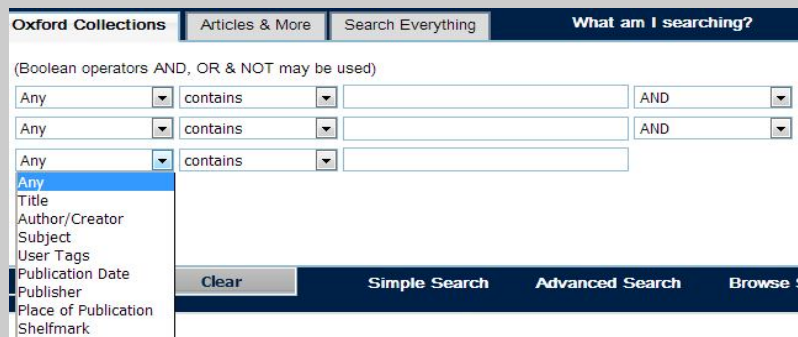 Oxford Collections Articles & More Search Everything What am I searching?
(Boolean operators AND, OR & NOT may be used)
Any contains AND
Any contains AND
Any contains
Any
Title
Author/Creator
Subject
User Tags
Publication Date
Clear Simple Search Advanced Search Browse
Publisher
Place of Publication
Shelfmark